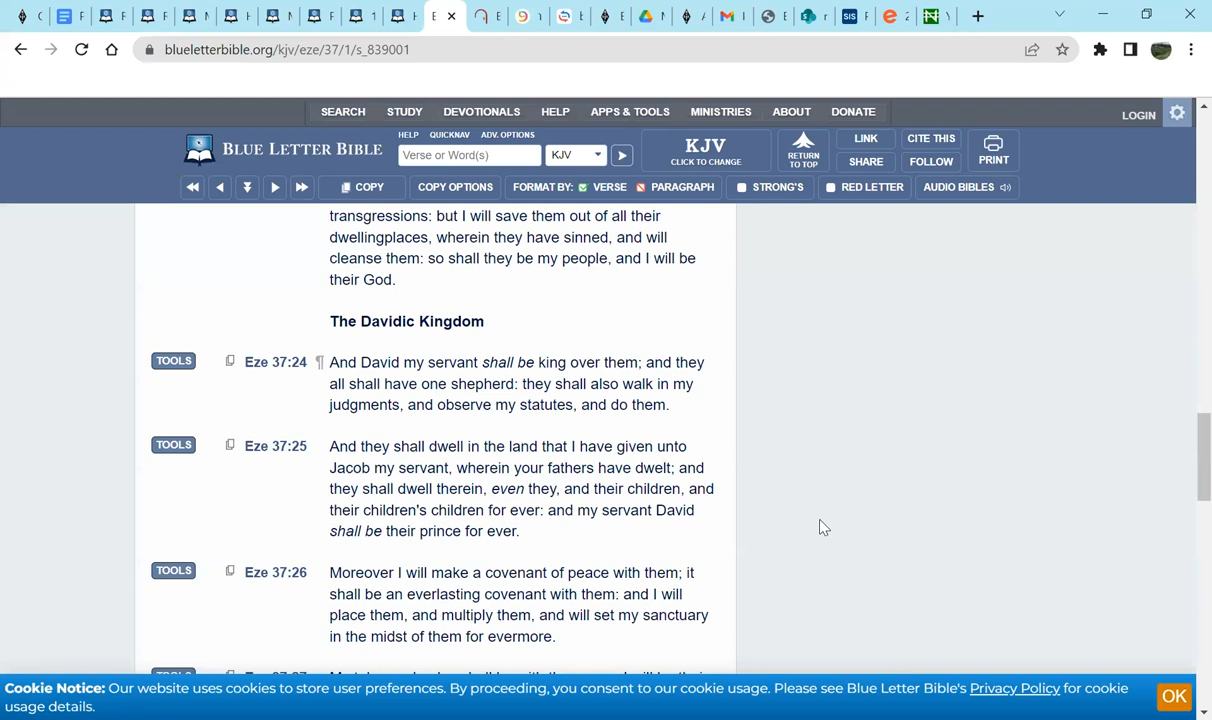 blueletterbible.org/kjv/eze/37/1/s_839001
SEARCH STUDY DEVOTIONALS HELP APPS & TOOLS MINISTRIES ABOUT DONATE LOGIN
HELP QUICKNAV ADV. OPTIONS
BLUE LETTER BIBLE
Verse or Word(s) KJV
KJV
CLICK TO CHANGE
RETURN
TO TOP
LINK CITE THIS
SHARE FOLLOW
PRINT
COPY COPY OPTIONS FORMAT BY: VERSE PARAGRAPH STRONG'S RED LETTER AUDIO BIBLES
transgressions: but I will save them out of all their
dwellingplaces, wherein they have sinned, and will
cleanse them: so shall they be my people, and I will be
their God.
The Davidic Kingdom
TOOLS Eze 37:24 ¶ And David my servant shall be king over them; and they
all shall have one shepherd: they shall also walk in my
judgments, and observe my statutes, and do them.
TOOLS Eze 37:25 And they shall dwell in the land that I have given unto
Jacob my servant, wherein your fathers have dwelt; and
they shall dwell therein, even they, and their children, and
their children's children for ever: and my servant David
shall be their prince for ever.
TOOLS Eze 37:26 Moreover I will make a covenant of peace with them; it
shall be an everlasting covenant with them: and I will
place them, and multiply them, and will set my sanctuary
in the midst of them for evermore.
Cookie Notice: Our website uses cookies to store user preferences. By proceeding, you consent to our cookie usage. Please see Blue Letter Bible's Privacy Policy for cookie
usage details.
OK